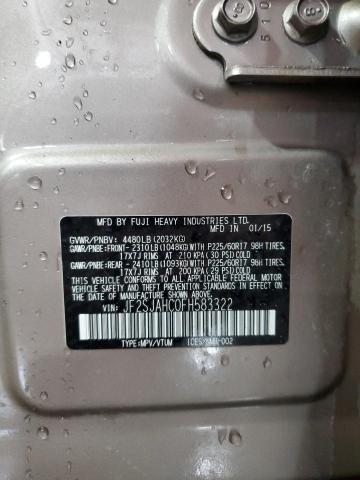 510
MFD BY FUJI HEAVY INDUSTRIES LTD.
MFD IN 01/15
GVWR/PNBV: 4480LB(2032KG)
GAWR/PNBE:FRONT- 2310LB(1048KG)WITH P225/60R17 98H TIRES.
17X7J RIMS AT 210 KPA(30 PSI)COLD
GAWR/PNBE:REAR - 2410LB(1093KG)WITH P225/60R17 98H TIRES.
17X7J RIMS AT 200 KPA(29 PSI)COLD
THIS VEHICLE CONFORMS TO ALL APPLICABLE
FEDERAL MOTOR VEHICLE SAFETY, BUMPER, AND
THEFT PREVENTION STANDARDS IN EFFECT ON
THE DATE OF MANUFACTURE SHOWN ABOVE.
VIN: JF2SJAHC0FH583322
TYPE:MPV/VTUM